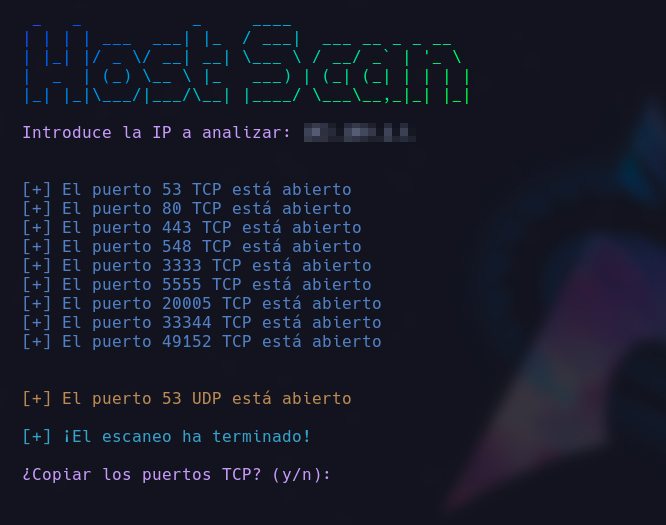 Host Scan
Introduce la IP a analizar:
[+] El puerto 53 TCP está abierto
[+] El puerto 80 TCP está abierto
[+] El puerto 443 TCP está abierto
[+] El puerto 548 TCP está abierto
[+] El puerto 3333 TCP está abierto
[+] El puerto 5555 TCP está abierto
[+] El puerto 20005 TCP está abierto
[+] El puerto 33344 TCP está abierto
[+] El puerto 49152 TCP está abierto
[+] El puerto 53 UDP está abierto
[+] ¡El escaneo ha terminado!
¿Copiar los puertos TCP? (y/n):